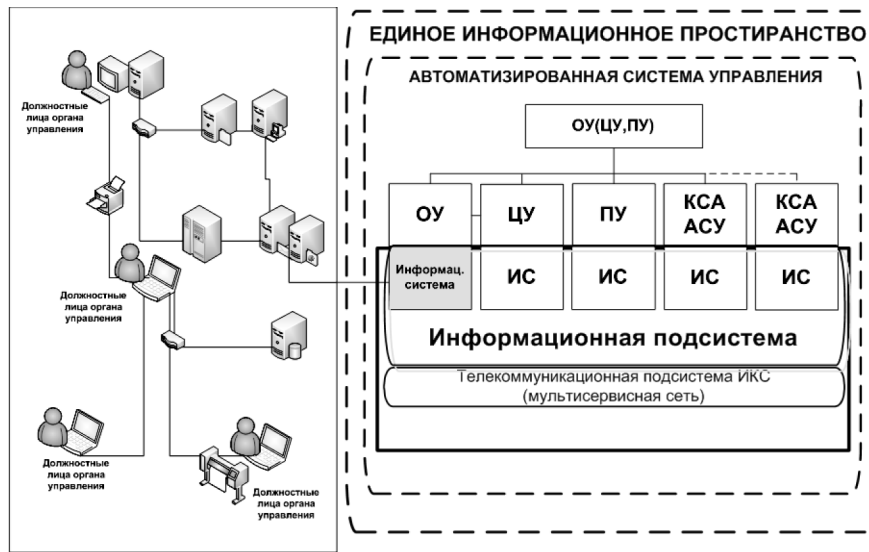 Должностные
лица органа
управления
Должностные
лица органа
управления
Должностные
лица органа
управления
Должностные
лица органа
управления
ЕДИНОЕ ИНФОРМАЦИОННОЕ ПРОСТИРАНСТВО
АВТОМАТИЗИРОВАННАЯ СИСТЕМА УПРАВЛЕНИЯ
ОУ(ЦУ,ПУ)
ОУ
ЦУ
ПУ
КСА
АСУ
КСА
АСУ
Информац.
система
ИС
ИС
ИС
ИС
Информационная подсистема
Телекоммуникационная подсистема ИКС
(мультисервисная сеть)